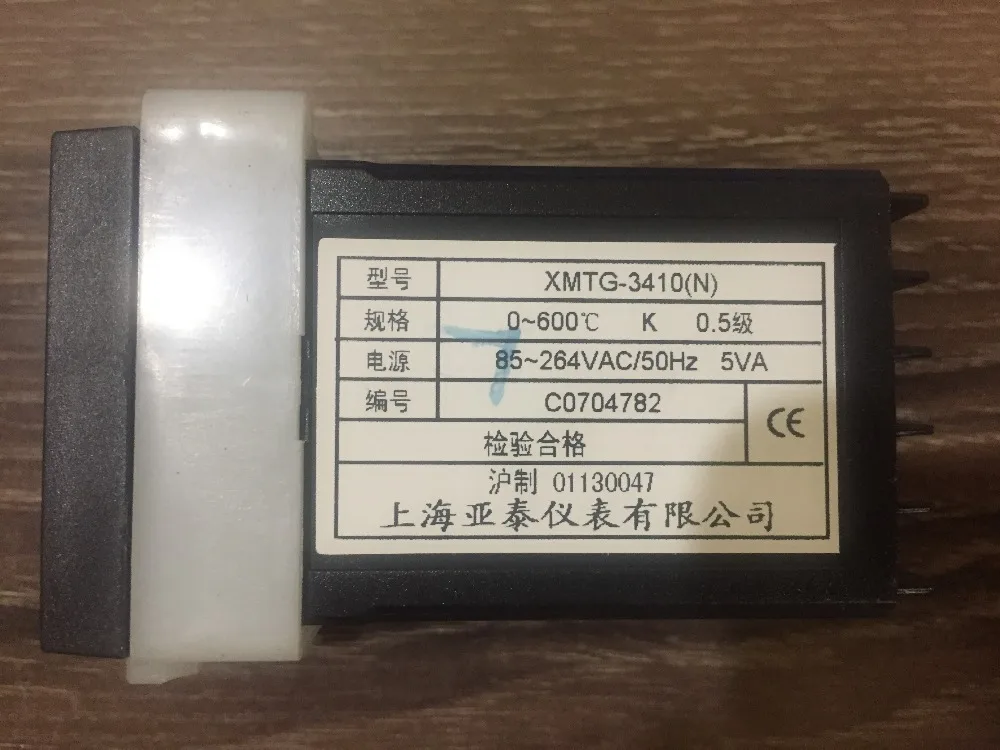 型号 XMTG-3410(N)
规格 0~600℃ K 0.5级
电源 85~264VAC/50Hz 5VA
编号 C0704782
CE
检验合格
沪制 01130047
上海亚泰仪表有限公司